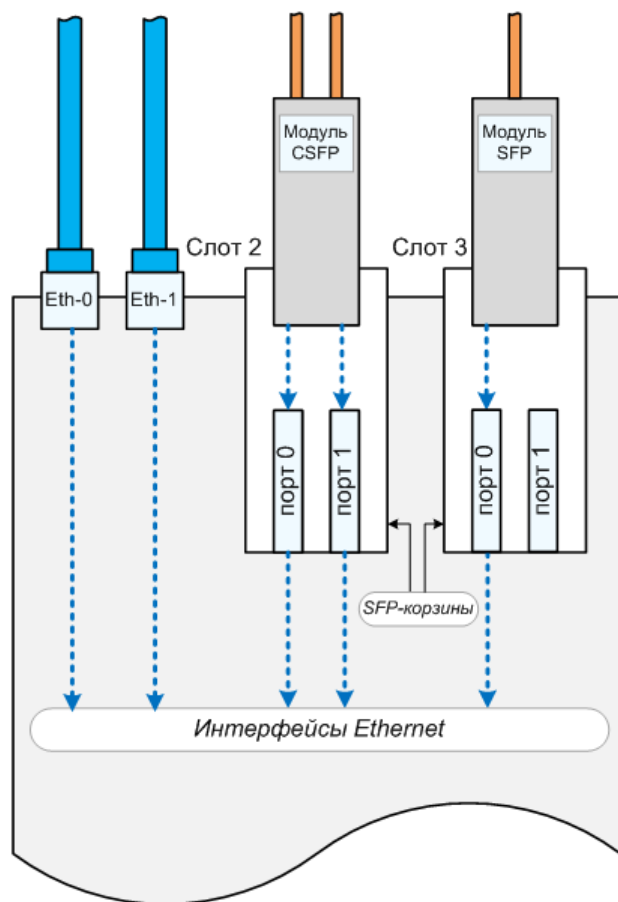 Модуль
CSFP
Модуль
SFP
Слот 2
Слот 3
Eth-0
Eth-1
порт 0
порт 1
порт 0
порт 1
SFP-корзины
Интерфейсы Ethernet